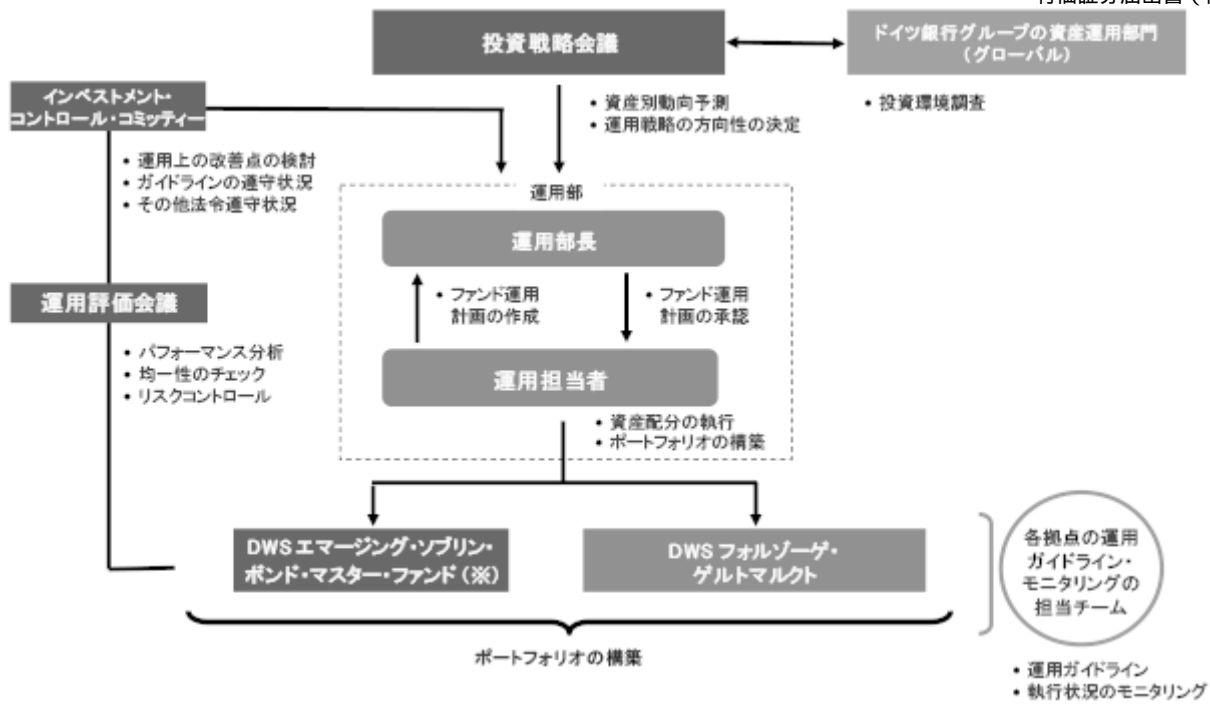 投資戦略会議
ドイツ銀行グループの資産運用部門
(グローバル)
インベストメント・
コントロール・コミッティー
• 資産別動向予測
• 運用戦略の方向性の決定
• 投資環境調査
• 運用上の改善点の検討
• ガイドラインの遵守状況
• その他法令遵守状況
運用部
運用部長
運用評価会議
• ファンド運用
計画の作成
• ファンド運用
計画の承認
• パフォーマンス分析
• 均一性のチェック
• リスクコントロール
運用担当者
• 資産配分の執行
• ポートフォリオの構築
DWS エマージング・ソブリン・
ボンド・マスター・ファンド(※)
DWS フォルゾーゲ・
ゲルトマルクト
各拠点の運用
ガイドライン・
モニタリングの
担当チーム
ポートフォリオの構築
• 運用ガイドライン
• 執行状況のモニタリング